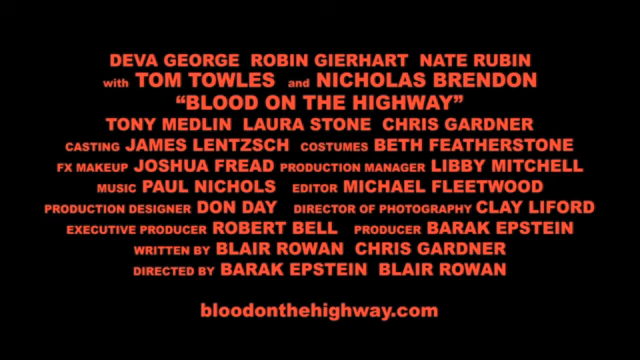 DEVA GEORGE ROBIN GIERHART NATE RUBIN
with TOM TOWLES and NICHOLAS BRENDON
“BLOOD ON THE HIGHWAY”
TONY MEDLIN LAURA STONE CHRIS GARDNER
CASTING JAMES LENTZSCH COSTUMES BETH FEATHERSTONE
FX MAKEUP JOSHUA FREAD PRODUCTION MANAGER LIBBY MITCHELL
MUSIC PAUL NICHOLS EDITOR MICHAEL FLEETWOOD
PRODUCTION DESIGNER DON DAY DIRECTOR OF PHOTOGRAPHY CLAY LIFORD
EXECUTIVE PRODUCER ROBERT BELL PRODUCER BARAK EPSTEIN
WRITTEN BY BLAIR ROWAN CHRIS GARDNER
DIRECTED BY BARAK EPSTEIN BLAIR ROWAN
bloodonthehighway.com